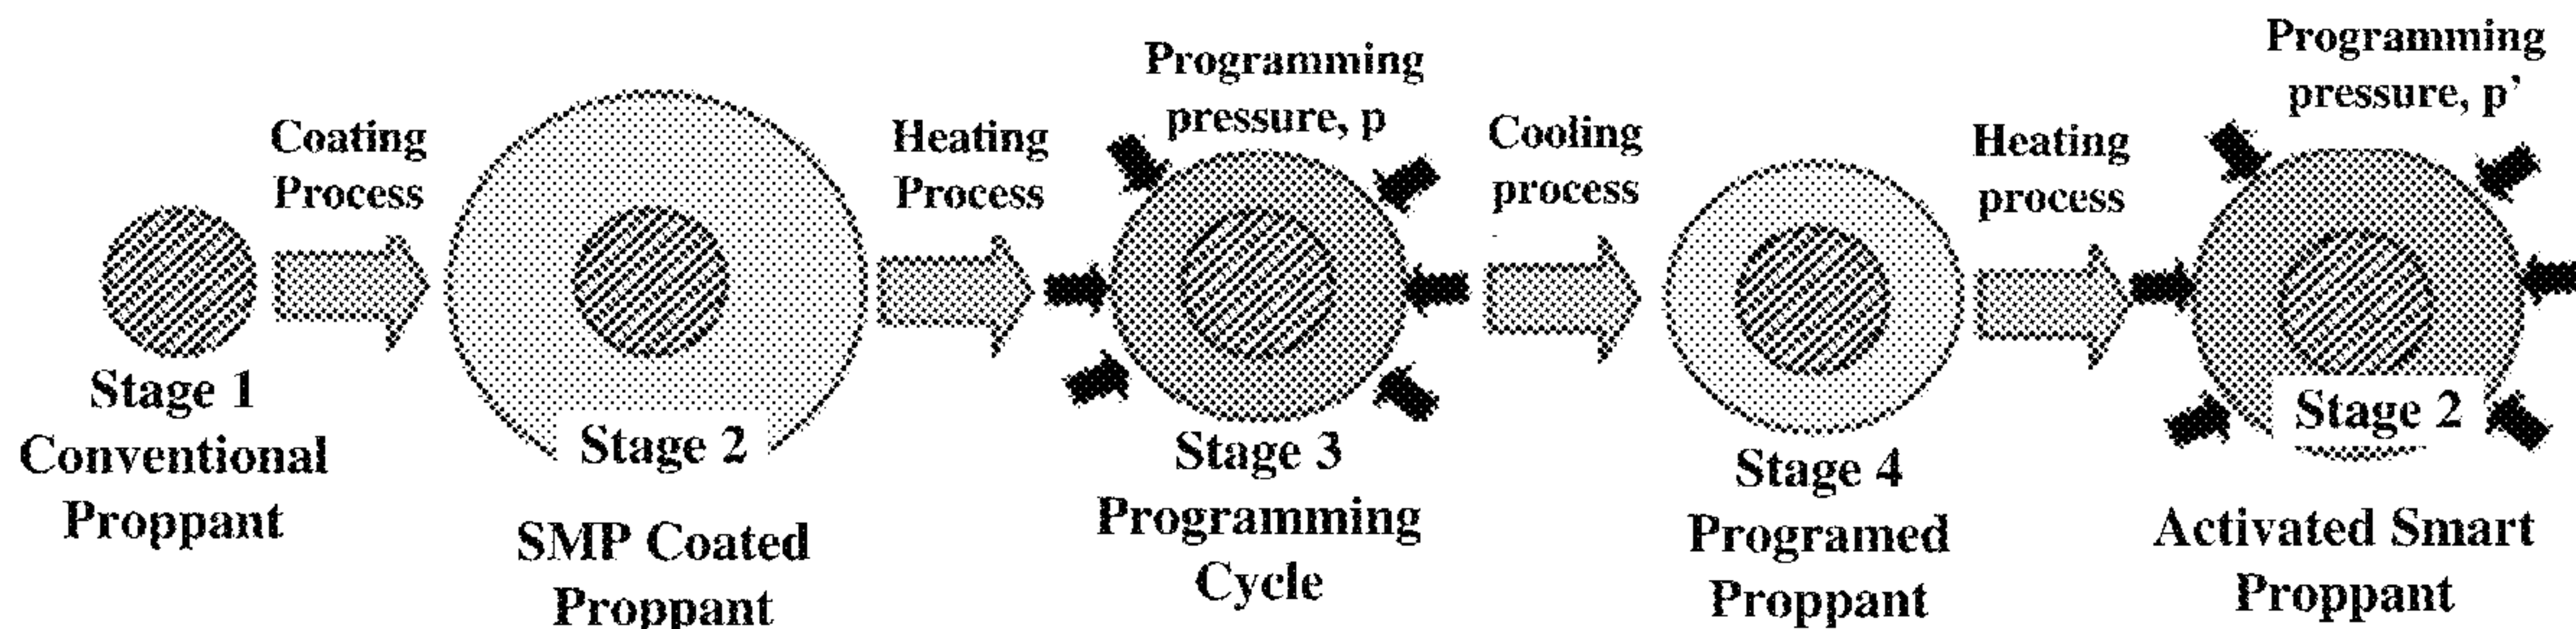 Coating
Process
Heating
Process
Programming
pressure, p
Cooling
process
Heating
process
Programming
pressure, p'
Stage 1
Conventional
Proppant
Stage 2
SMP Coated
Proppant
Stage 3
Programming
Cycle
Stage 4
Programed
Proppant
Stage 2
Activated Smart
Proppant